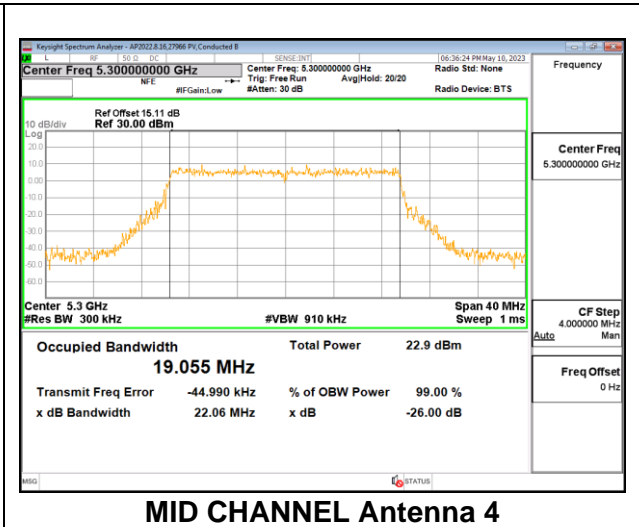 Keysight Spectrum Analyzer - AP2022.8.16,27966 PV,Conducted B
L RF 50 Ω DC SENSE:INT 06:36:24 PM May 10, 2023
Center Freq 5.300000000 GHz
Center Freq: 5.300000000 GHz
Radio Std: None
Frequency
NFE
Trig: Free Run Avg|Hold: 20/20
#IFGain:Low
#Atten: 30 dB
Radio Device: BTS
Ref Offset 15.11 dB
10 dB/div Ref 30.00 dBm
Log
20.0
10.0
0.00
-10.0
-20.0
-30.0
-40.0
-50.0
-60.0
Center Freq
5.300000000 GHz
Center 5.3 GHz Span 40 MHz
#Res BW 300 kHz #VBW 910 kHz Sweep 1 ms
CF Step
4.000000 MHz
Auto Man
Occupied Bandwidth Total Power 22.9 dBm
19.055 MHz
Freq Offset
0 Hz
Transmit Freq Error -44.990 kHz % of OBW Power 99.00 %
x dB Bandwidth 22.06 MHz x dB -26.00 dB
MSG STATUS
MID CHANNEL Antenna 4